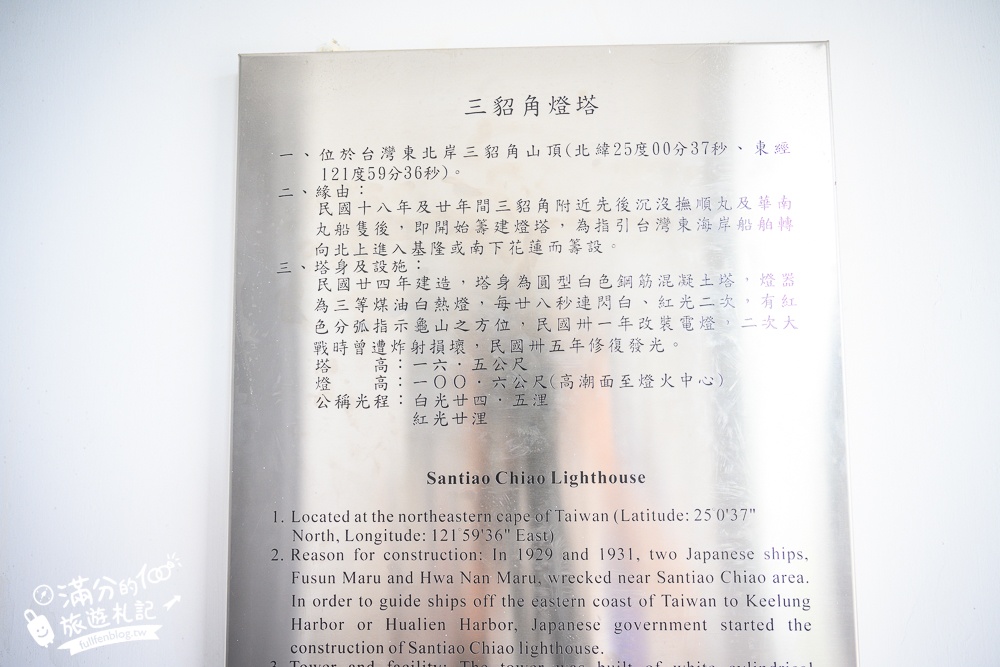 三貂角燈塔
一、位於台灣東北岸三貂角山頂(北緯25度00分37秒、東經
121度59分36秒)。
二、緣由：
民國十八年及廿年間三貂角附近先後沉沒撫順丸及華南
丸船隻後，即開始籌建燈塔，為指引台灣東海岸船舶轉
向北上進入基隆或南下花蓮而籌設。
三、塔身及設施：
民國廿四年建造，塔身為圓型白色鋼筋混凝土塔，燈器
為三等煤油白熱燈，每廿八秒連閃白、紅光二次，有紅
色分弧指示龜山之方位，民國卅一年改裝電燈，二次大
戰時曾遭炸射損壞，民國卅五年修復發光。
塔　　高：一六．五公尺
燈　　高：一〇〇．六公尺(高潮面至燈火中心)
公稱光程：白光廿四．五浬
紅光廿浬
Santiao Chiao Lighthouse
1. Located at the northeastern cape of Taiwan (Latitude: 25 0'37"
North, Longitude: 121 59'36" East)
2. Reason for construction: In 1929 and 1931, two Japanese ships,
Fusun Maru and Hwa Nan Maru, wrecked near Santiao Chiao area.
In order to guide ships off the eastern coast of Taiwan to Keelung
Harbor or Hualien Harbor, Japanese government started the
construction of Santiao Chiao lighthouse.
3. Tower and facility: The tower was built of white cylindrical
滿分的
旅遊札記
fullfenblog.tw